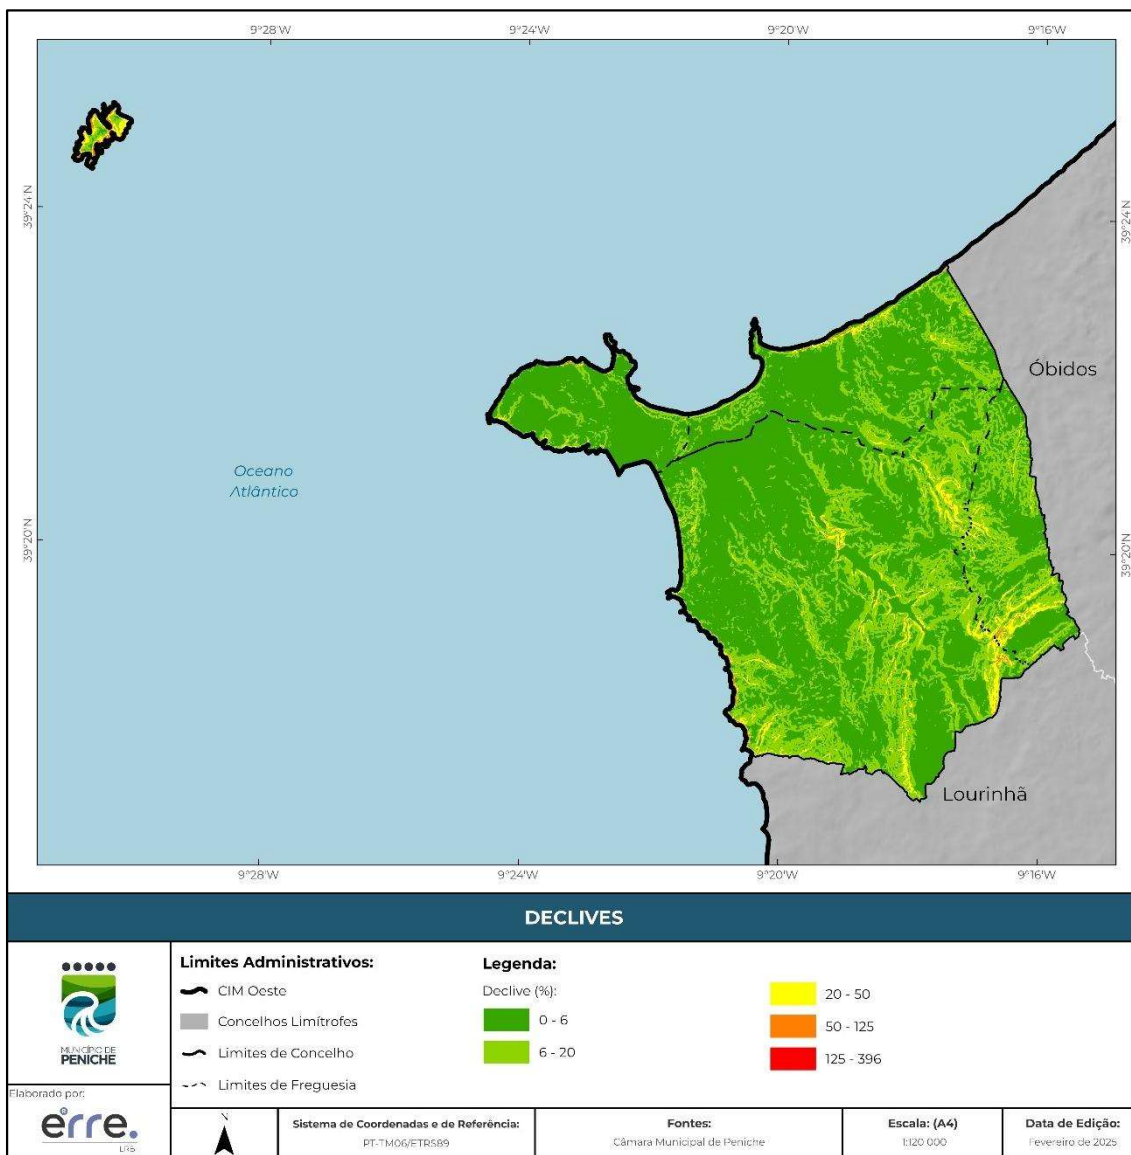 9°28'W
9°24'W
9°20'W
9°16'W
39°24'N
39°24'N
Óbidos
Oceano
Atlântico
39°20'N
39°20'N
Lourinhã
9°28'W
9°24'W
9°20'W
9°16'W
DECLIVES
MUNICÍPIO DE
PENICHE
Elaborado por:
érre.
LRB
Limites Administrativos:
CIM Oeste
Concelhos Limítrofes
Limites de Concelho
Limites de Freguesia
Legenda:
Declive (%):
0 - 6
6 - 20
20 - 50
50 - 125
125 - 396
N
Sistema de Coordenadas e de Referência:
PT-TM06/ETRS89
Fontes:
Câmara Municipal de Peniche
Escala: (A4)
1:120 000
Data de Edição:
Fevereiro de 2025